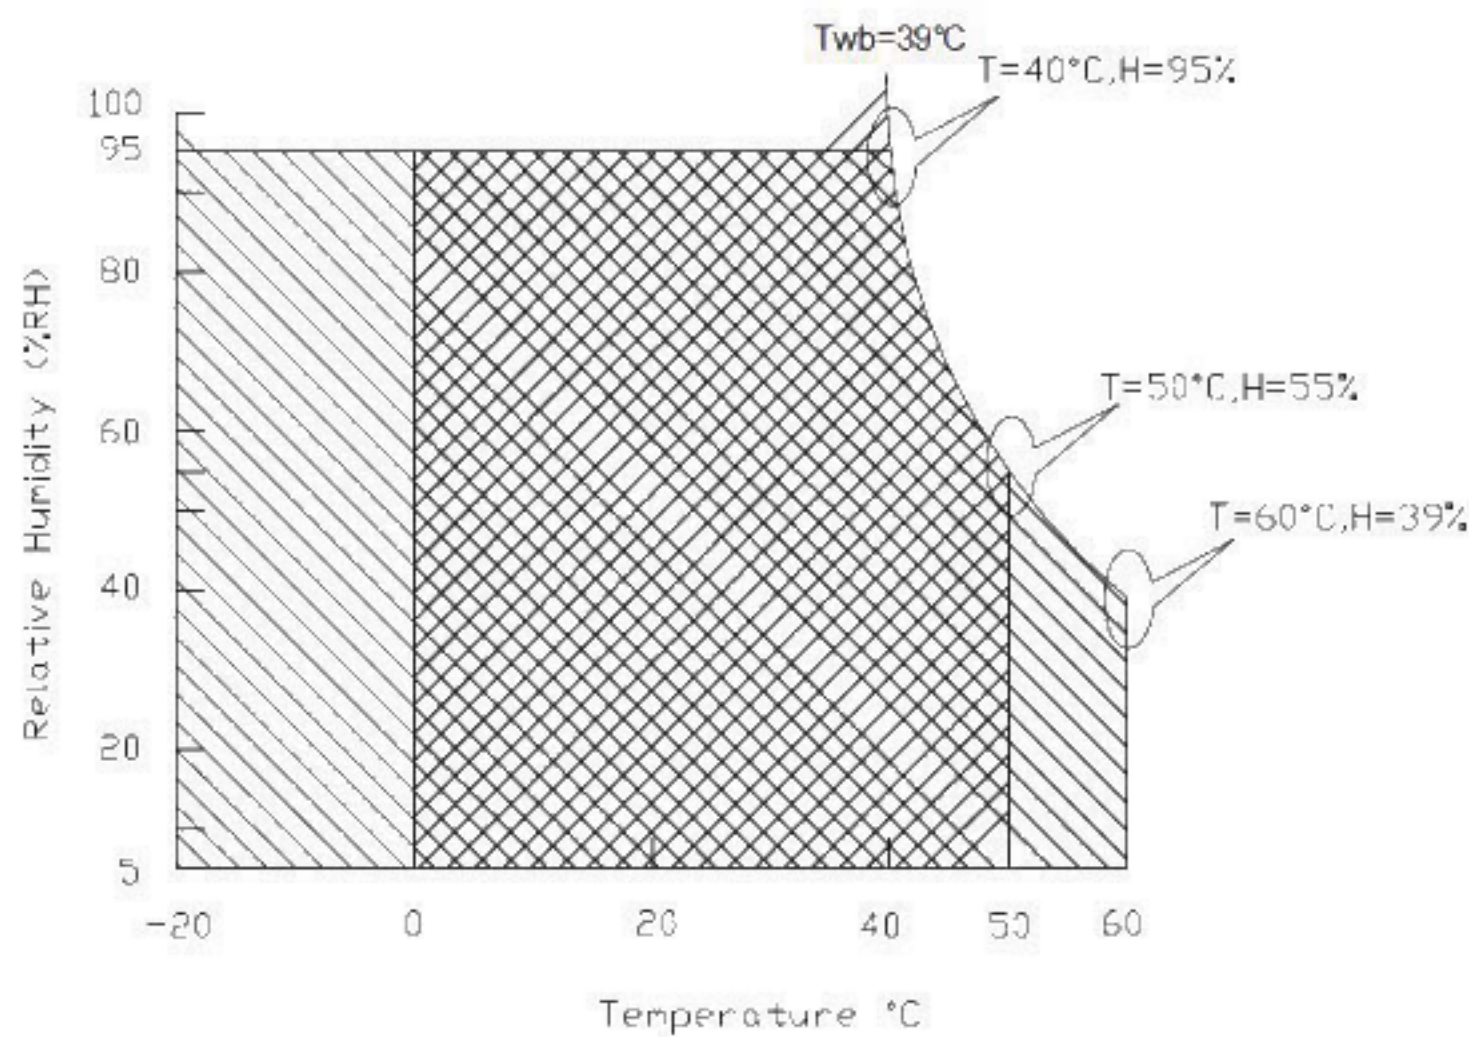 Twb=39°C
T=40°C,H=95%
100
95
80
T=50°C,H=55%
60
T=60°C,H=39%
40
20
5
Relative Humidity (%RH)
-20 0 20 40 50 60
Temperature °C